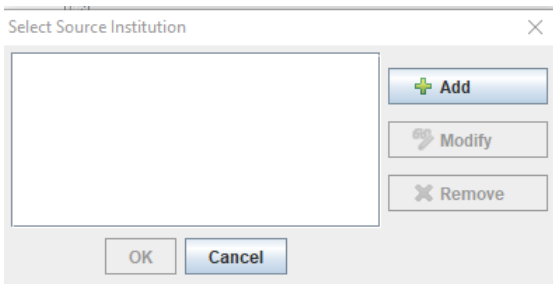 Select Source Institution
Add
Modify
Remove
OK
Cancel